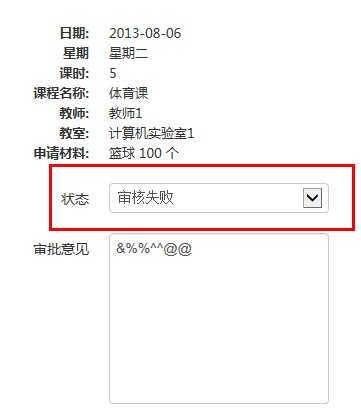 日期: 2013-08-06
星期 星期二
课时: 5
课程名称: 体育课
教师: 教师1
教室: 计算机实验室1
申请材料: 篮球 100 个
状态 审核失败
审批意见 &%%^^@@